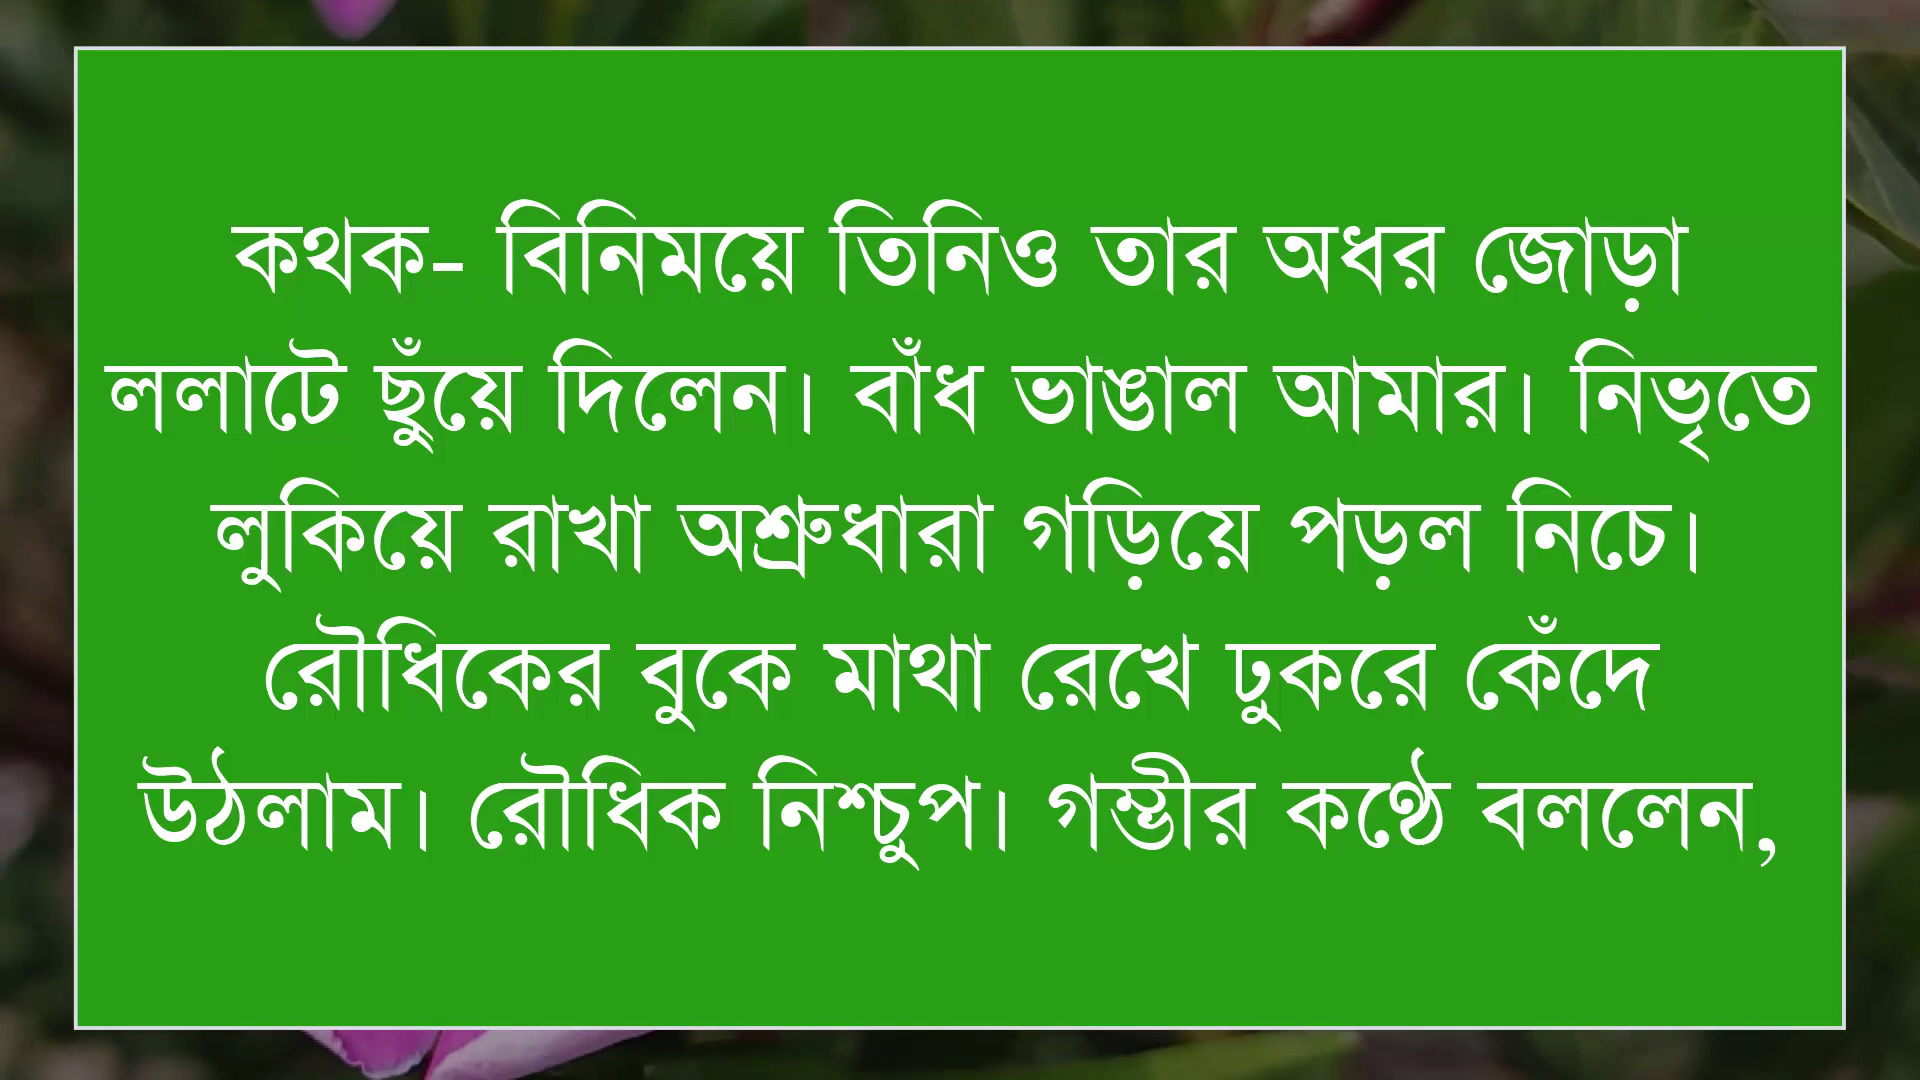 কথক- বিনিময়ে তিনিও তার অধর জোড়া
ললাটে ছুঁয়ে দিলেন। বাঁধ ভাঙাল আমার। নিভৃতে
লুকিয়ে রাখা অশ্রুধারা গড়িয়ে পড়ল নিচে।
রৌধিকের বুকে মাথা রেখে ঢুকরে কেঁদে
উঠলাম। রৌধিক নিশ্চুপ। গম্ভীর কণ্ঠে বললেন,